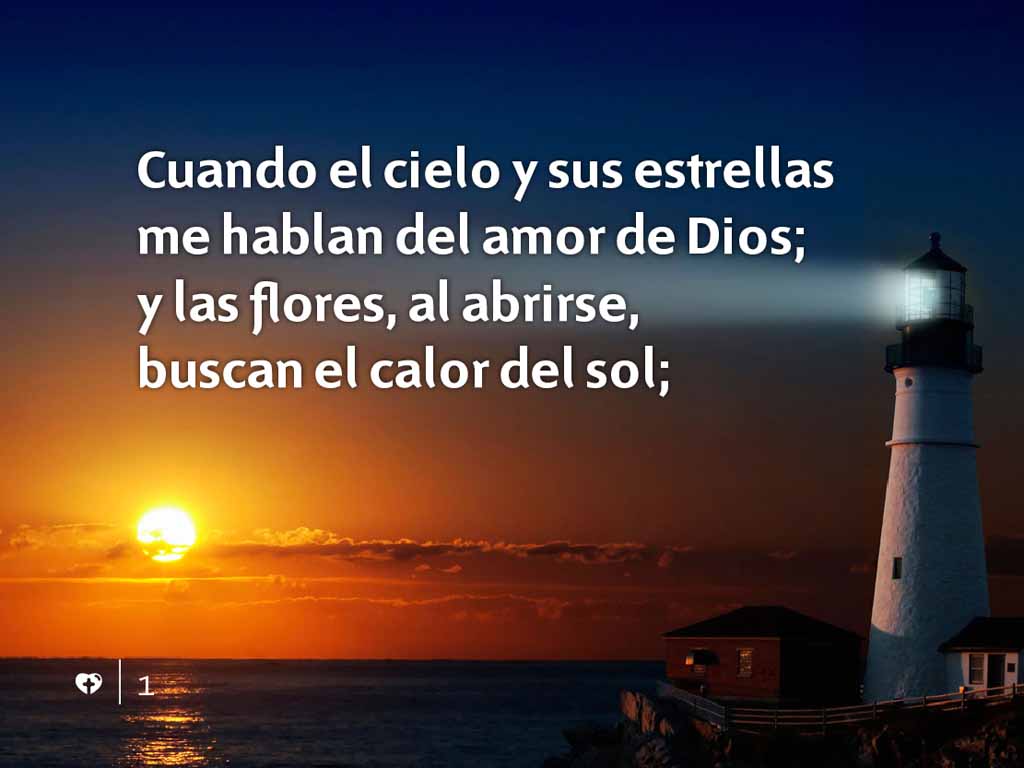 Cuando el cielo y sus estrellas
me hablan del amor de Dios;
y las flores, al abrirse,
buscan el calor del sol;
1